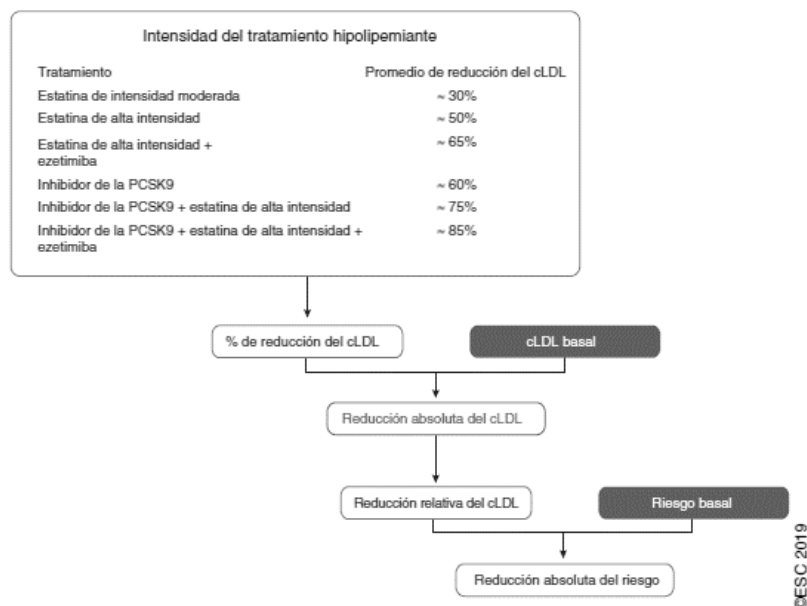 Intensidad del tratamiento hipolipemiante
Tratamiento Promedio de reducción del cLDL
Estatina de intensidad moderada ≈ 30%
Estatina de alta intensidad ≈ 50%
Estatina de alta intensidad + ≈ 65%
ezetimiba
Inhibidor de la PCSK9 ≈ 60%
Inhibidor de la PCSK9 + estatina de alta intensidad ≈ 75%
Inhibidor de la PCSK9 + estatina de alta intensidad + ≈ 85%
ezetimiba
% de reducción del cLDL cLDL basal
Reducción absoluta del cLDL
Reducción relativa del cLDL Riesgo basal
Reducción absoluta del riesgo
©ESC 2019